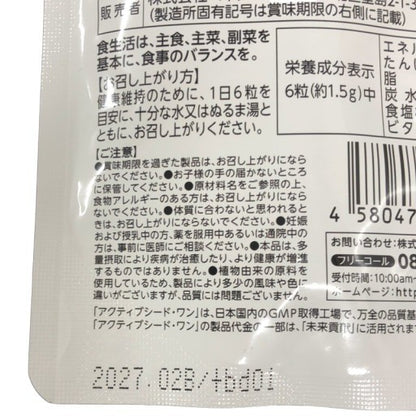 販売者
(製造所固有記号は賞味期限の右側に記載)
食生活は、主食、主菜、副菜を
基本に、食事のバランスを。
【お召し上がり方】
健康維持のために、1日6粒を
目安に、十分な水又はぬるま湯と
ともに、お召し上がりください。
栄養成分表示
6粒(約1.5g)中
エネ
たんぱ
脂
炭水
食塩
ビタ
【ご注意】
●賞味期限を過ぎた製品は、お召し上がりになら
ないでください。●お子様の手の届かないところ
に保管してください。●原材料名をご参照の上、
食物アレルギーのある方は、お召し上がりになら
ないでください。●体質に合わないと思われると
きは、お召し上がりにならないでください。●妊娠
および授乳中の方、薬を服用中あるいは通院中の
方は、事前に医師にご相談ください。●本品は、多
量摂取により疾病が治癒したり、より健康が増進
するものではありません。●植物由来の原料を
使用しているため、製品により多少の風味や色に
違いがございますが、品質には問題ございません。
4 58047
お問い合わせ:株式
フリーコール 08
受付時間:10:00am~
ホームページ:http
「アクティブシード・ワン」は、日本国内のGMP取得工場で、万全の品質基
「アクティブシード・ワン」の製品代金の一部は、「未来貢献」に活用されます
2027.02B/tbd01